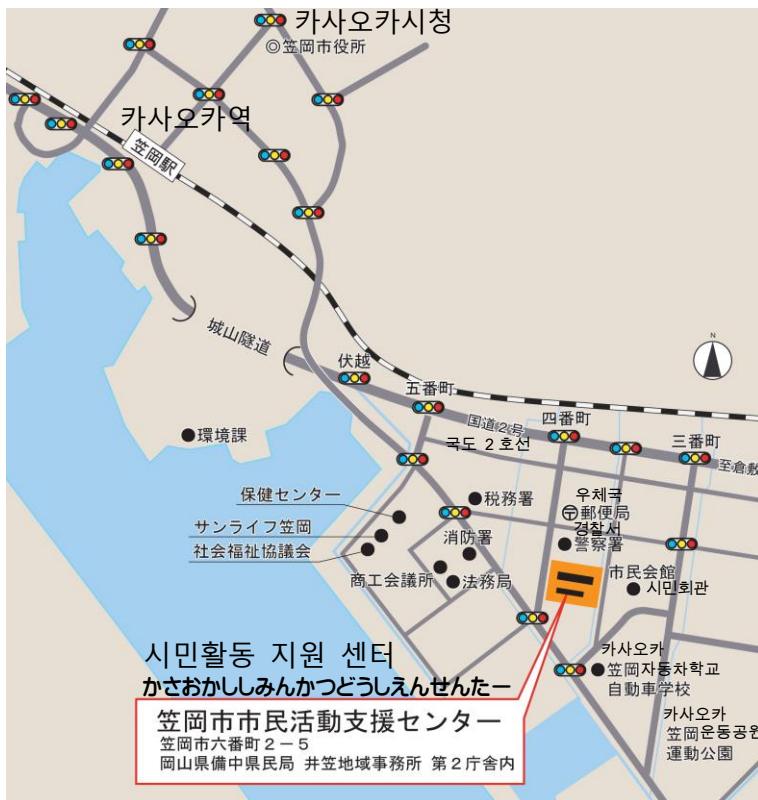 카사오카시청
◎笠岡市役所
카사오카역
笠岡駅
城山隧道
伏越
五番町
国道2号
국도 2호선
四番町
三番町
至倉敷
N
環境課
保健センター
サンライフ笠岡
社会福祉協議会
税務署
消防署
商工会議所
法務局
우체국
〒郵便局
경찰서
警察署
市民会館
시민회관
카사오카
笠岡자동차학교
自動車学校
카사오카
笠岡운동공원
運動公園
시민활동 지원 센터
かさおかししみんかつどうしえんせんたー
笠岡市市民活動支援センター
笠岡市六番町2-5
岡山県備中県民局 井笠地域事務所 第2庁舎内